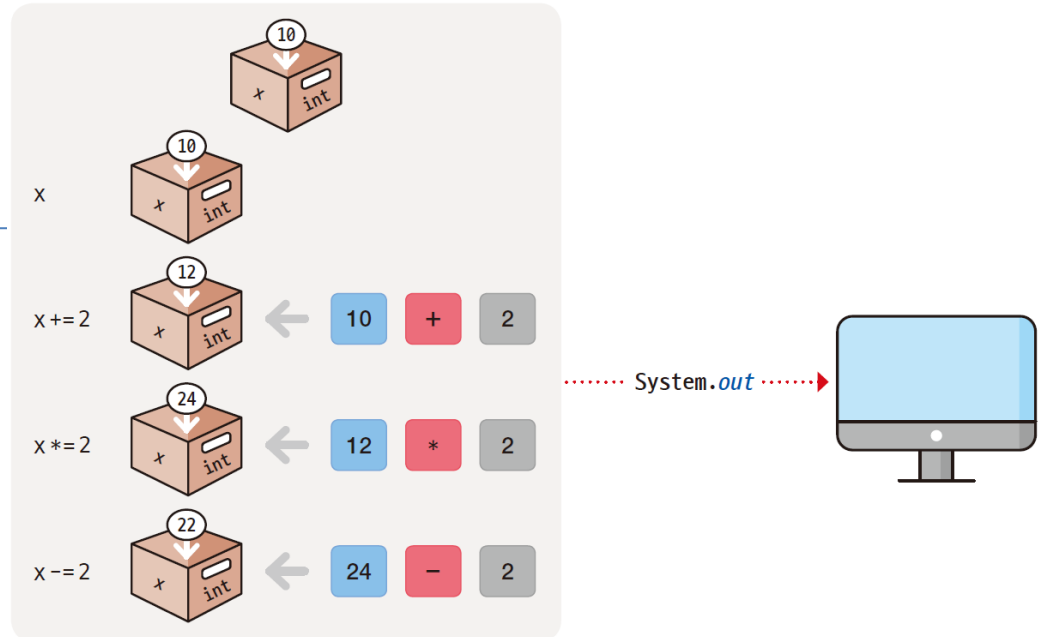 10
x int
10
x x int
12
x += 2 x int 10 + 2
System.out
24
x *= 2 x int 12 * 2
22
x -= 2 x int 24 - 2